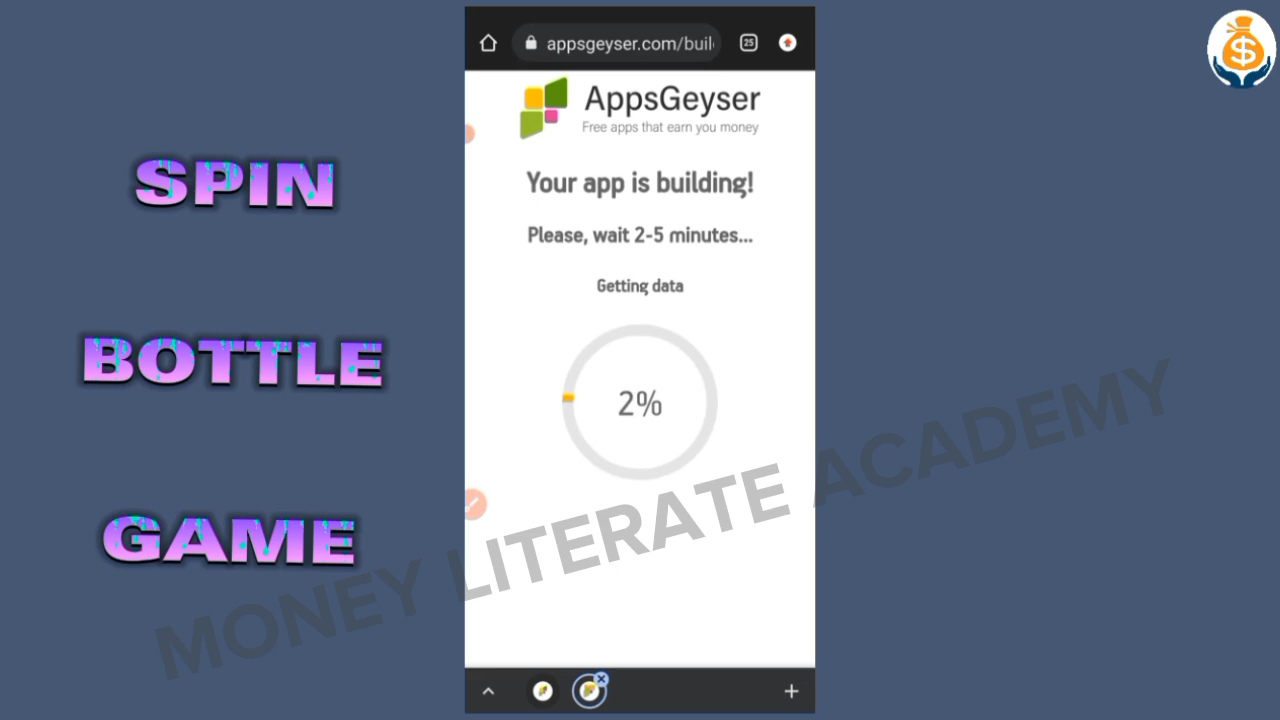 SPIN
BOTTLE
GAME
appsgeyser.com/buil
25
AppsGeyser
Free apps that earn you money
Your app is building!
Please, wait 2-5 minutes...
Getting data
2%
MONEY LITERATE ACADEMY
$